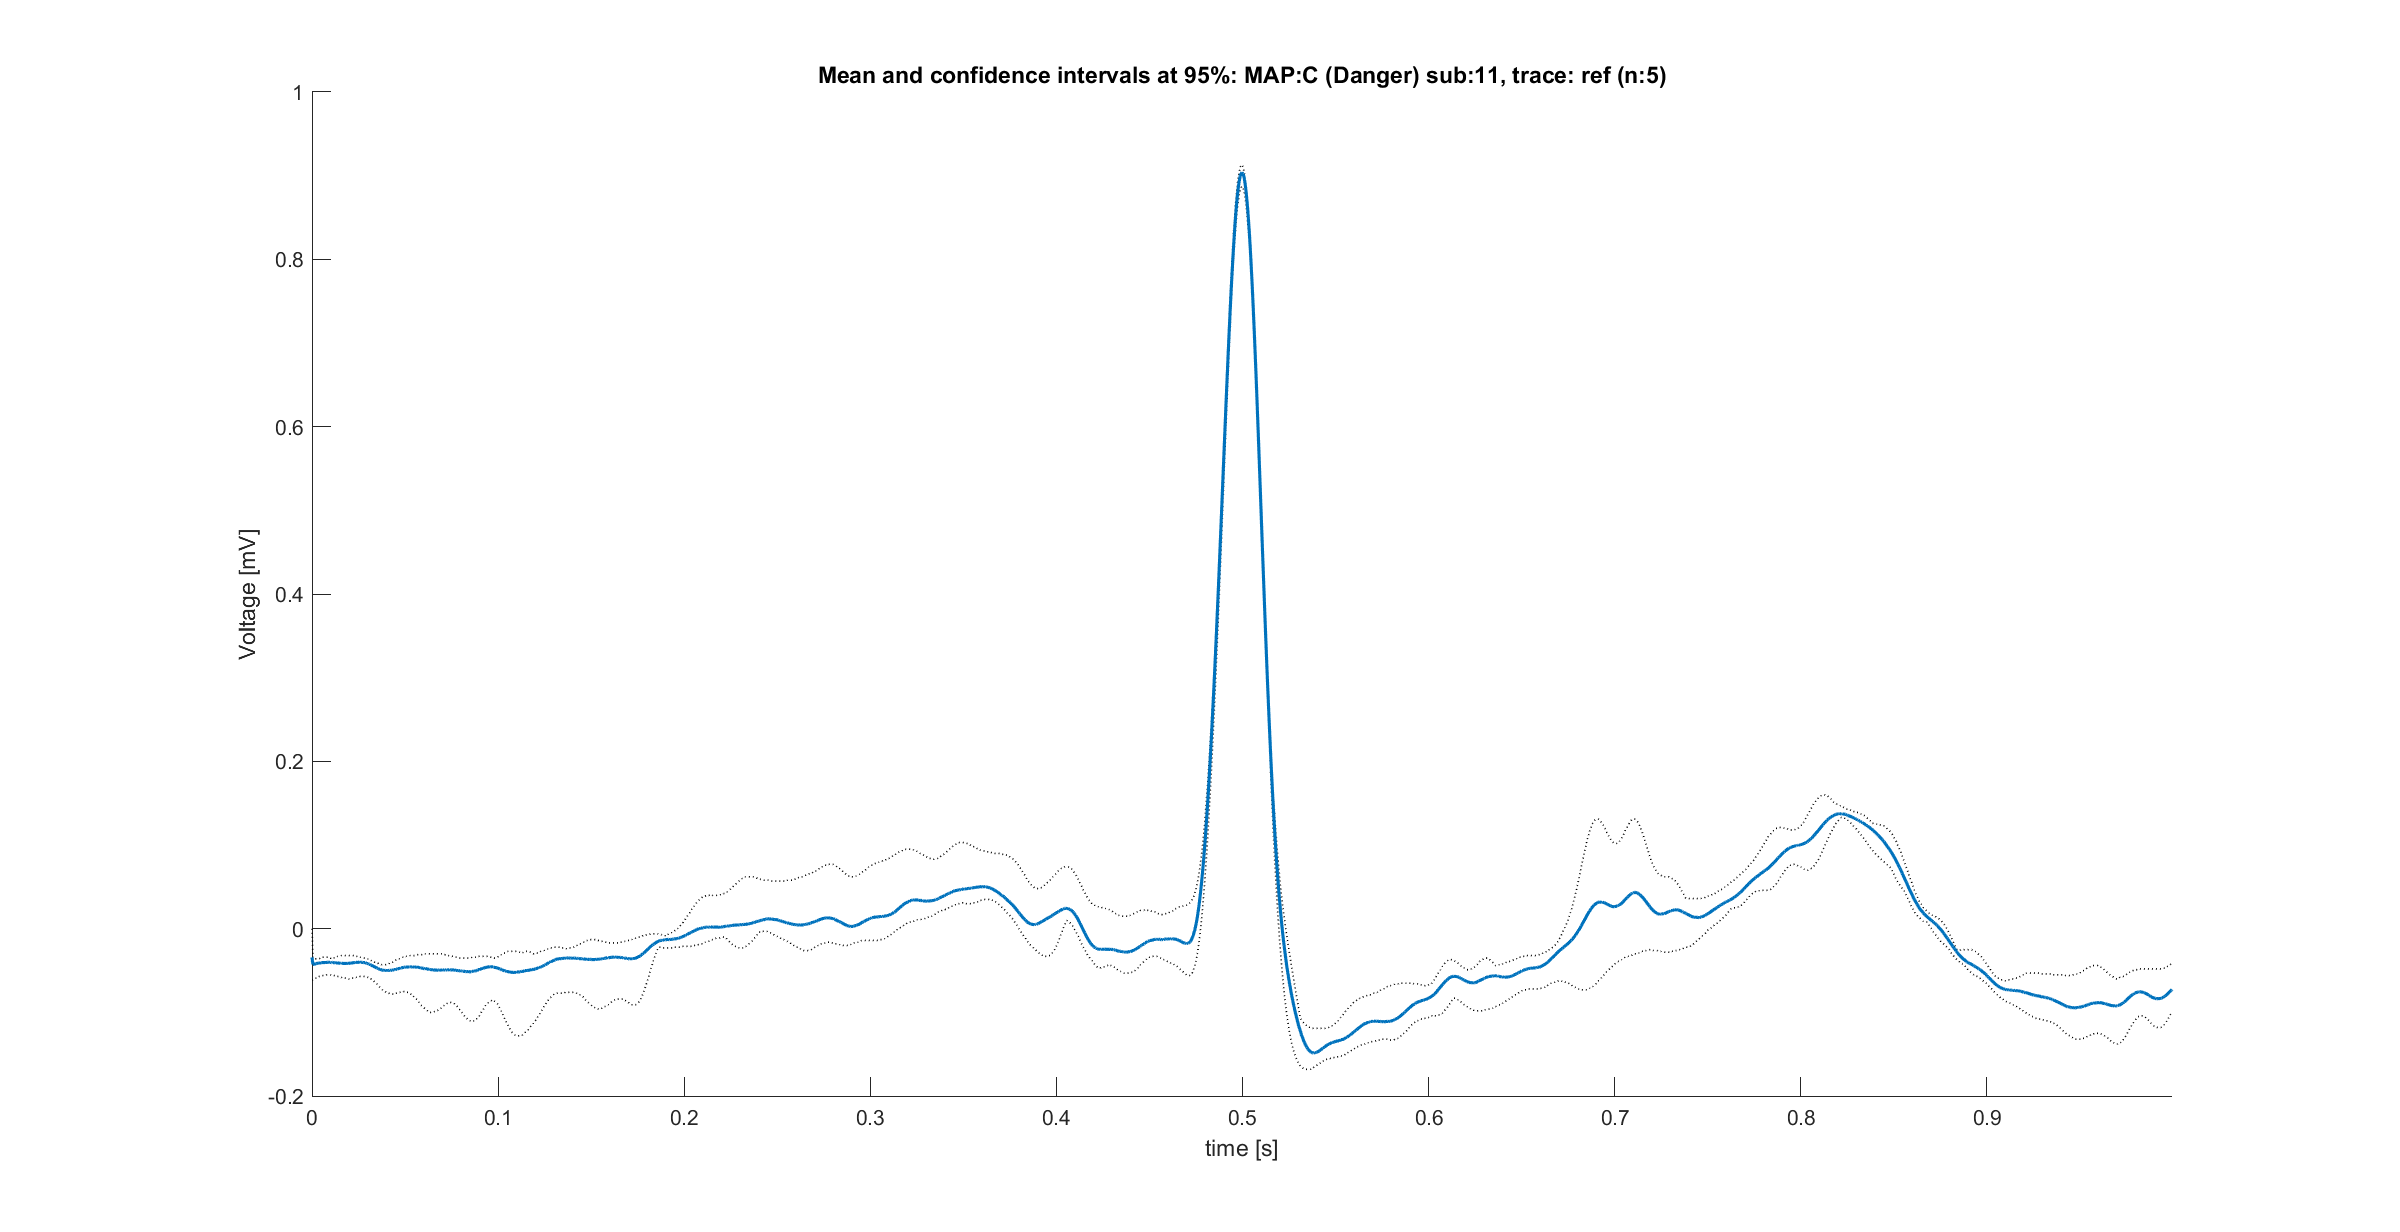 Mean and confidence intervals at 95%: MAP:C (Danger) sub:11, trace: ref (n:5)
1
0.8
0.6
0.4
0.2
0
-0.2
Voltage [mV]
0 0.1 0.2 0.3 0.4 0.5 0.6 0.7 0.8 0.9
time [s]